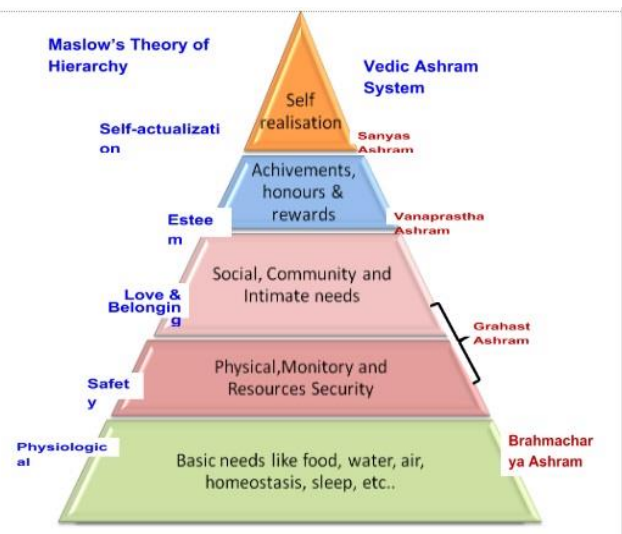 Maslow's Theory of
Hierarchy
Vedic Ashram
System
Self
realisation
Self-actualizati
on
Sanyas
Ashram
Achivements,
honours &
rewards
Estee
m
Vanaprastha
Ashram
Social, Community and
Intimate needs
Love &
Belongin
g
Grahast
Ashram
Physical,Monitory and
Resources Security
Safet
y
Physiologic
al
Basic needs like food, water, air,
homeostasis, sleep, etc..
Brahmachar
ya Ashram